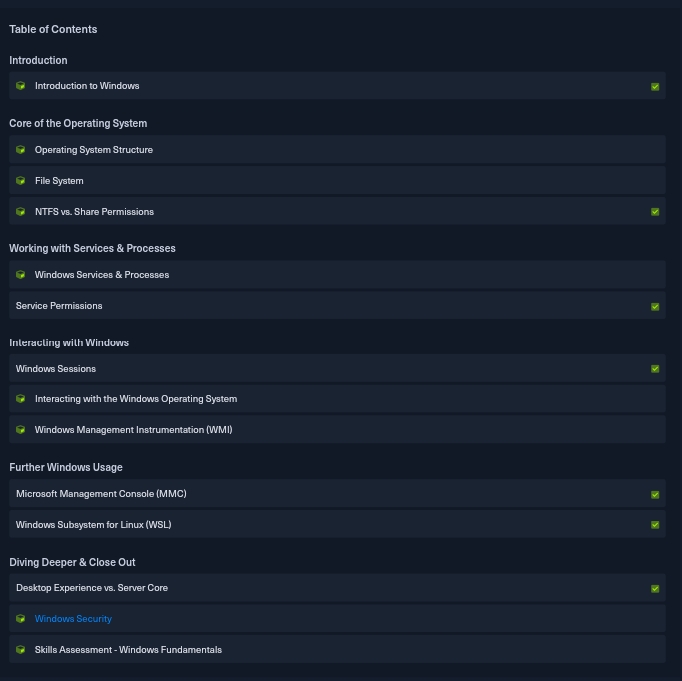 Table of Contents
Introduction
Introduction to Windows
Core of the Operating System
Operating System Structure
File System
NTFS vs. Share Permissions
Working with Services & Processes
Windows Services & Processes
Service Permissions
Interacting with Windows
Windows Sessions
Interacting with the Windows Operating System
Windows Management Instrumentation (WMI)
Further Windows Usage
Microsoft Management Console (MMC)
Windows Subsystem for Linux (WSL)
Diving Deeper & Close Out
Desktop Experience vs. Server Core
Windows Security
Skills Assessment - Windows Fundamentals